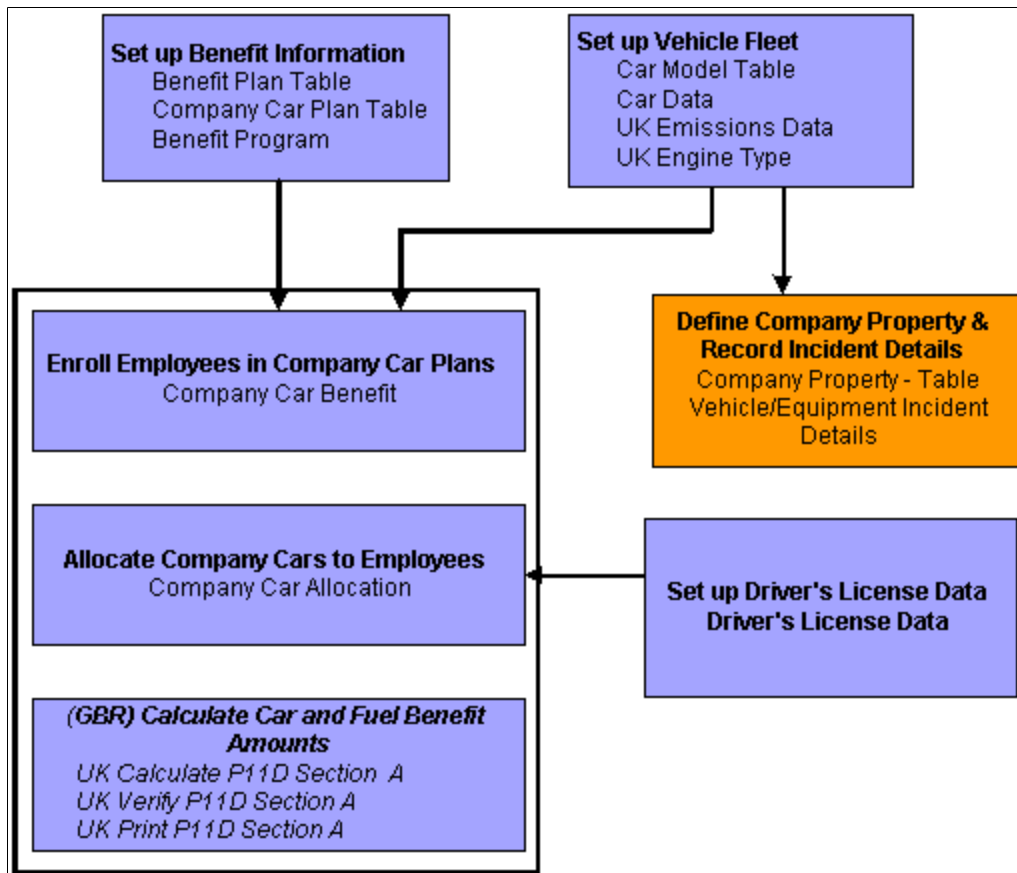 Set up Benefit Information
Benefit Plan Table
Company Car Plan Table
Benefit Program
Set up Vehicle Fleet
Car Model Table
Car Data
UK Emissions Data
UK Engine Type
Enroll Employees in Company Car Plans
Company Car Benefit
Define Company Property &
Record Incident Details
Company Property - Table
Vehicle/Equipment Incident
Details
Allocate Company Cars to Employees
Company Car Allocation
Set up Driver's License Data
Driver's License Data
(GBR) Calculate Car and Fuel Benefit
Amounts
UK Calculate P11D Section A
UK Verify P11D Section A
UK Print P11D Section A